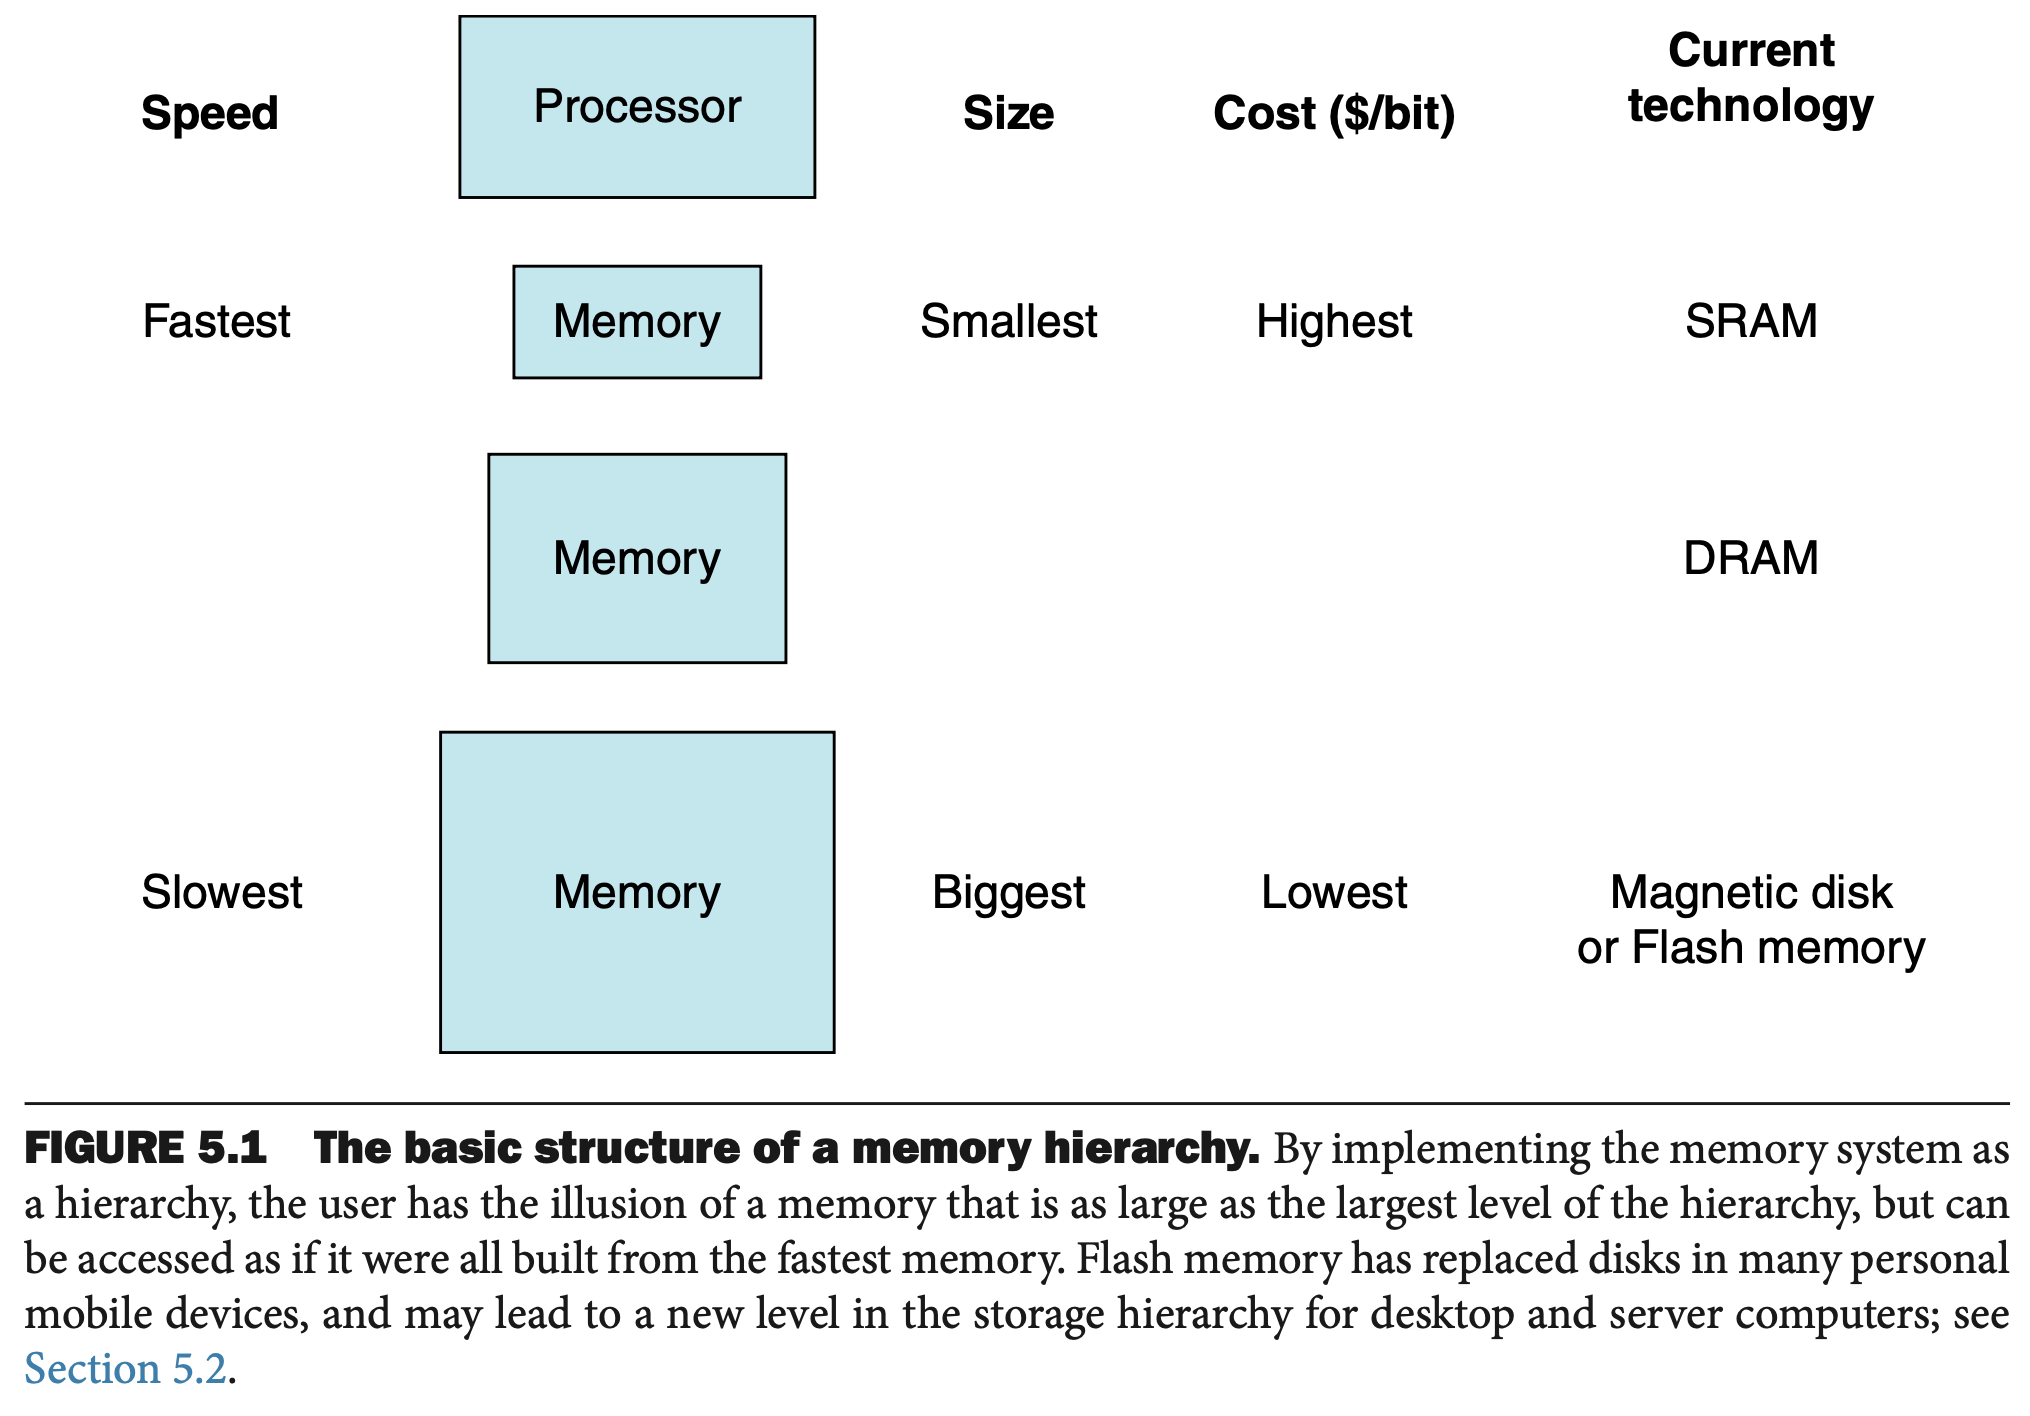 Speed Processor Size Cost ($/bit) Current
technology
Fastest Memory Smallest Highest SRAM
Memory DRAM
Slowest Memory Biggest Lowest Magnetic disk
or Flash memory
FIGURE 5.1 The basic structure of a memory hierarchy. By implementing the memory system as
a hierarchy, the user has the illusion of a memory that is as large as the largest level of the hierarchy, but can
be accessed as if it were all built from the fastest memory. Flash memory has replaced disks in many personal
mobile devices, and may lead to a new level in the storage hierarchy for desktop and server computers; see
Section 5.2.